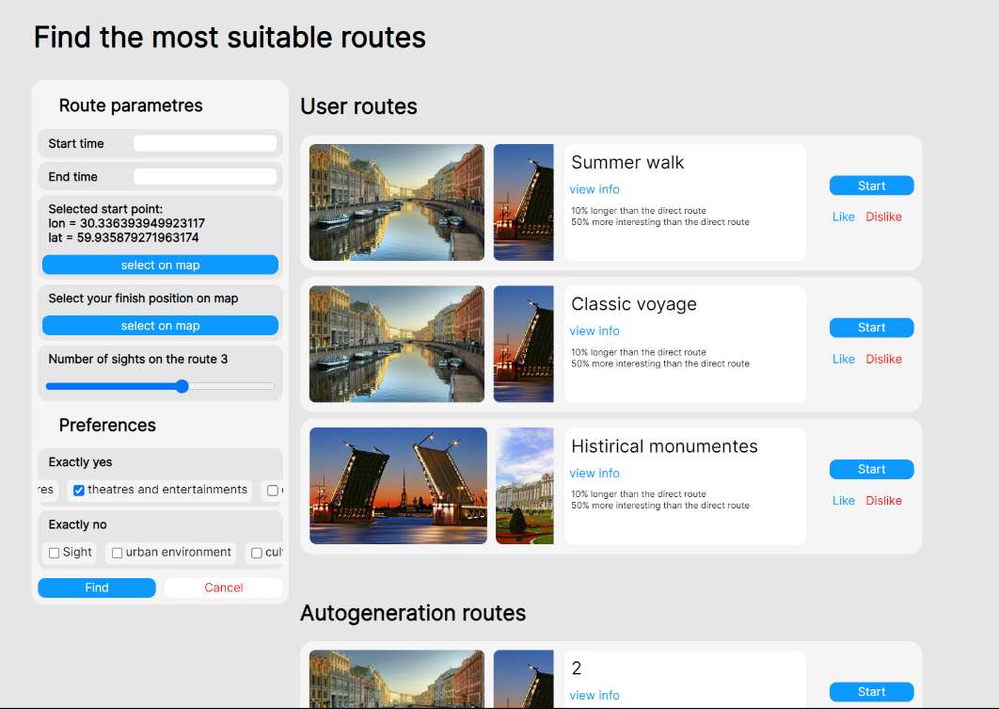 Find the most suitable routes
Route parametres
Start time
End time
Selected start point:
lon = 30.336393949923117
lat = 59.935879271963174
select on map
Select your finish position on map
select on map
Number of sights on the route 3
Preferences
Exactly yes
res theatres and entertainments
Exactly no
Sight urban environment cul
Find Cancel
User routes
Summer walk
view info
10% longer than the direct route
50% more interesting than the direct route
Start
Like Dislike
Classic voyage
view info
10% longer than the direct route
50% more interesting than the direct route
Start
Like Dislike
Histirical monumentes
view info
10% longer than the direct route
50% more interesting than the direct route
Start
Like Dislike
Autogeneration routes
2
view info
Start